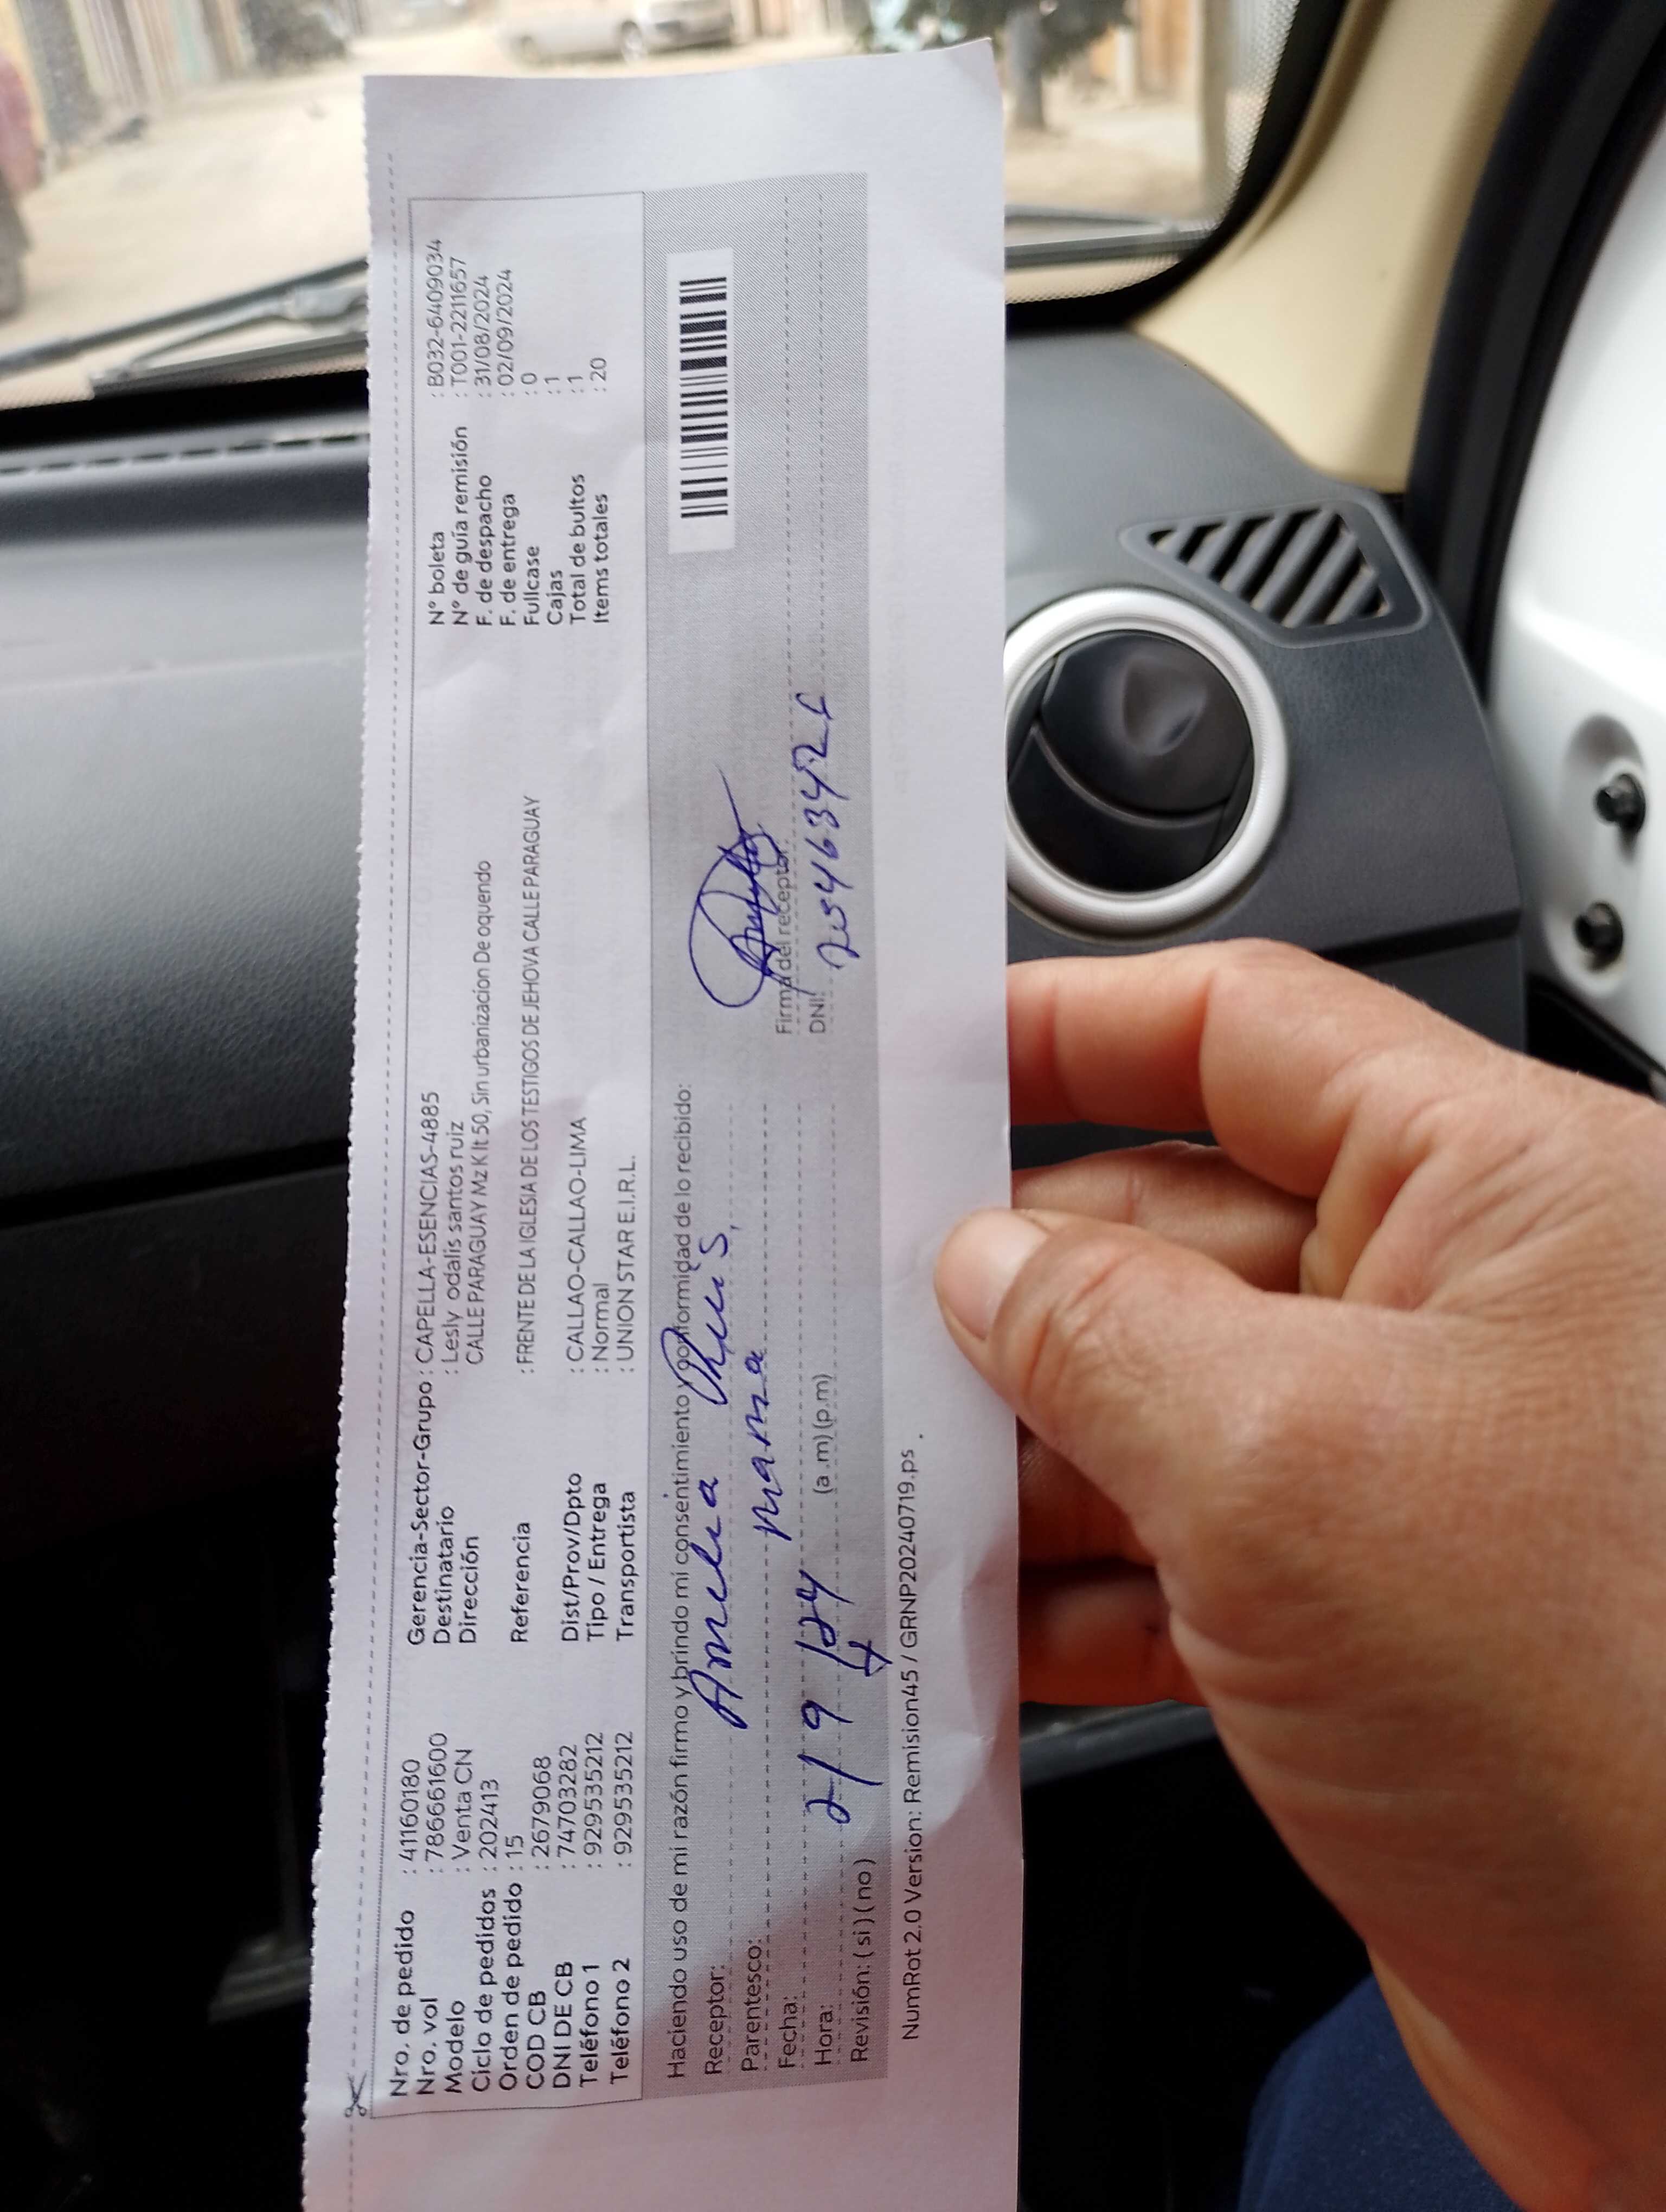 Nro. de pedido : 41160180
Nro. vol : 786661600
Modelo : Venta CN
Ciclo de pedidos : 202413
Orden de pedido : 15
COD CB : 2679068
DNI DE CB : 74703282
Teléfono 1 : 929535212
Teléfono 2 : 929535212
Gerencia-Sector-Grupo : CAPELLA-ESENCIAS-4885
Destinatario : Lesly odalis santos ruiz
Dirección CALLE PARAGUAY Mz K lt 50, Sin urbanizacion De oquendo
Referencia : FRENTE DE LA IGLESIA DE LOS TESTIGOS DE JEHOVA CALLE PARAGUAY
Dist/Prov/Dpto : CALLAO-CALLAO-LIMA
Tipo / Entrega : Normal
Transportista : UNION STAR E.I.R.L.
N° boleta : B032-6409034
N° de guía remisión : T001-2211657
F. de despacho : 31/08/2024
F. de entrega : 02/09/2024
Fullcase : 0
Cajas : 1
Total de bultos : 1
Items totales : 20
Haciendo uso de mi razón firmo y brindo mi consentimiento y conformidad de lo recibido:
Receptor: Amelia
Parentesco: mama
Fecha: 2/9/24
Hora: (a.m) (p.m)
Revisión: ( si ) ( no )
Firma del receptor:
DNI:
NumRot 2.0 Version: Remision45 / GRNP20240719.ps .